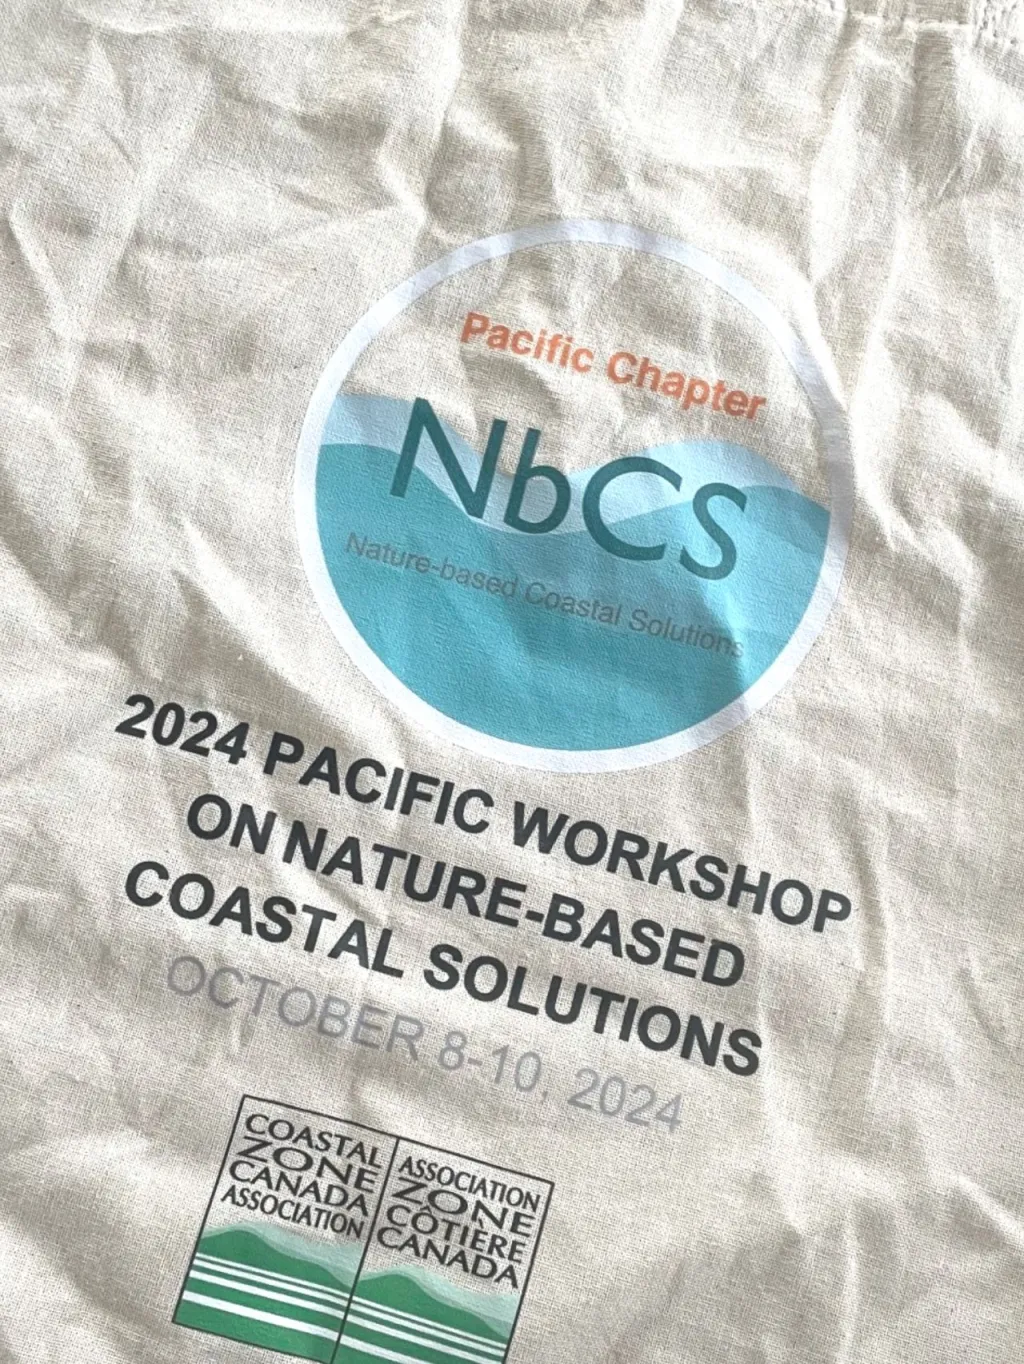 Pacific Chapter
NbCS
Nature-based Coastal Solutions
2024 PACIFIC WORKSHOP
ON NATURE-BASED
COASTAL SOLUTIONS
OCTOBER 8-10, 2024
COASTAL
ZONE
CANADA
ASSOCIATION
ASSOCIATION
ZONE
CÔTIÈRE
CANADA